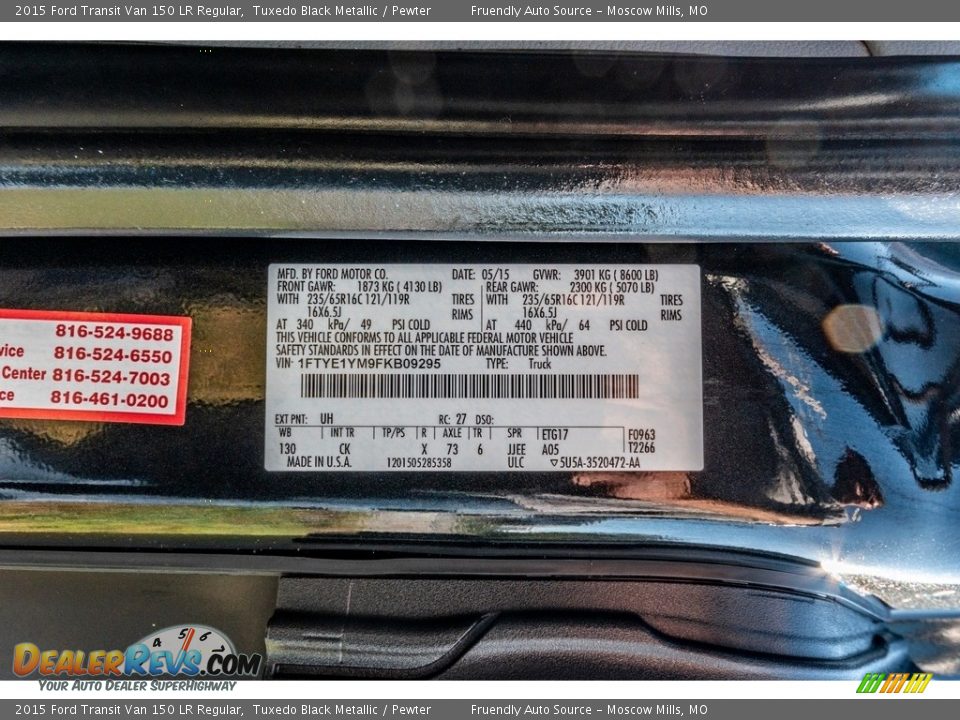 2015 Ford Transit Van 150 LR Regular, Tuxedo Black Metallic / Pewter Fruendly Auto Source - Moscow Mills, MO
MFD. BY FORD MOTOR CO. DATE: 05/15 GVWR: 3901 KG ( 8600 LB)
FRONT GAWR: 1873 KG ( 4130 LB) REAR GAWR: 2300 KG ( 5070 LB)
WITH 235/65R16C 121/119R TIRES WITH 235/65R16C 121/119R TIRES
16X6.5J RIMS 16X6.5J RIMS
AT 340 kPa/ 49 PSI COLD AT 440 kPa/ 64 PSI COLD
THIS VEHICLE CONFORMS TO ALL APPLICABLE FEDERAL MOTOR VEHICLE
SAFETY STANDARDS IN EFFECT ON THE DATE OF MANUFACTURE SHOWN ABOVE.
VIN: 1FTYE1YM9FKB09295 TYPE: Truck
EXT PNT: UH RC: 27 DSO:
WB INT TR TP/PS R AXLE TR SPR ETG17 F0963
130 CK X 73 6 JJEE A05 T2266
MADE IN U.S.A. 1201505285358 ULC ▽5U5A-3520472-AA
816-524-9688
vice 816-524-6550
Center 816-524-7003
ce 816-461-0200
4 5 6
DEALERREVS.COM
YOUR AUTO DEALER SUPERHIGHWAY
2015 Ford Transit Van 150 LR Regular, Tuxedo Black Metallic / Pewter Fruendly Auto Source - Moscow Mills, MO